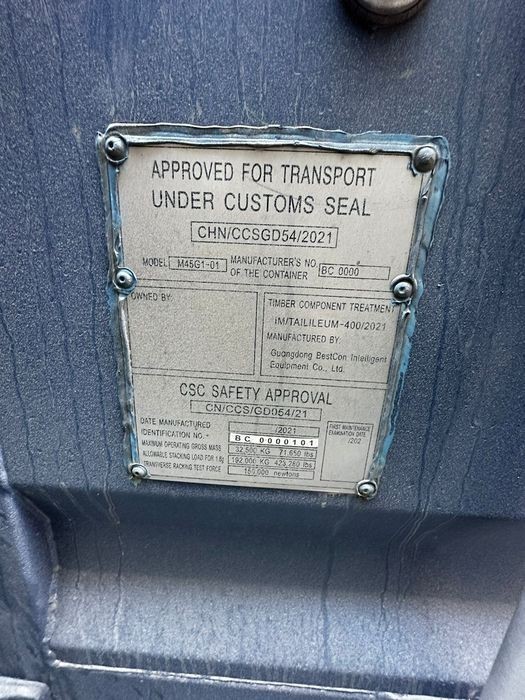 APPROVED FOR TRANSPORT
UNDER CUSTOMS SEAL
CHN/CCSGD54/2021
MODEL M45G1-01 MANUFACTURER'S NO. OF THE CONTAINER BC 0000
OWNED BY
TIMBER COMPONENT TREATMENT
IM/TAILILEUM-400/2021
MANUFACTURED BY:
Guangdong BestCon Intelligent
Equipment Co., Ltd.
CSC SAFETY APPROVAL
CN/CCS/GD054/21
DATE MANUFACTURED /2021
IDENTIFICATION NO. BC 0000101
MAXIMUM OPERATING GROSS MASS 32,500 KG 71,650 lbs
ALLOWABLE STACKING LOAD FOR 1.8g 192,000 KG 423,280 lbs
TRANSVERSE RACKING TEST FORCE 150,000 newtons
FIRST MAINTENANCE
EXAMINATION DATE
/202